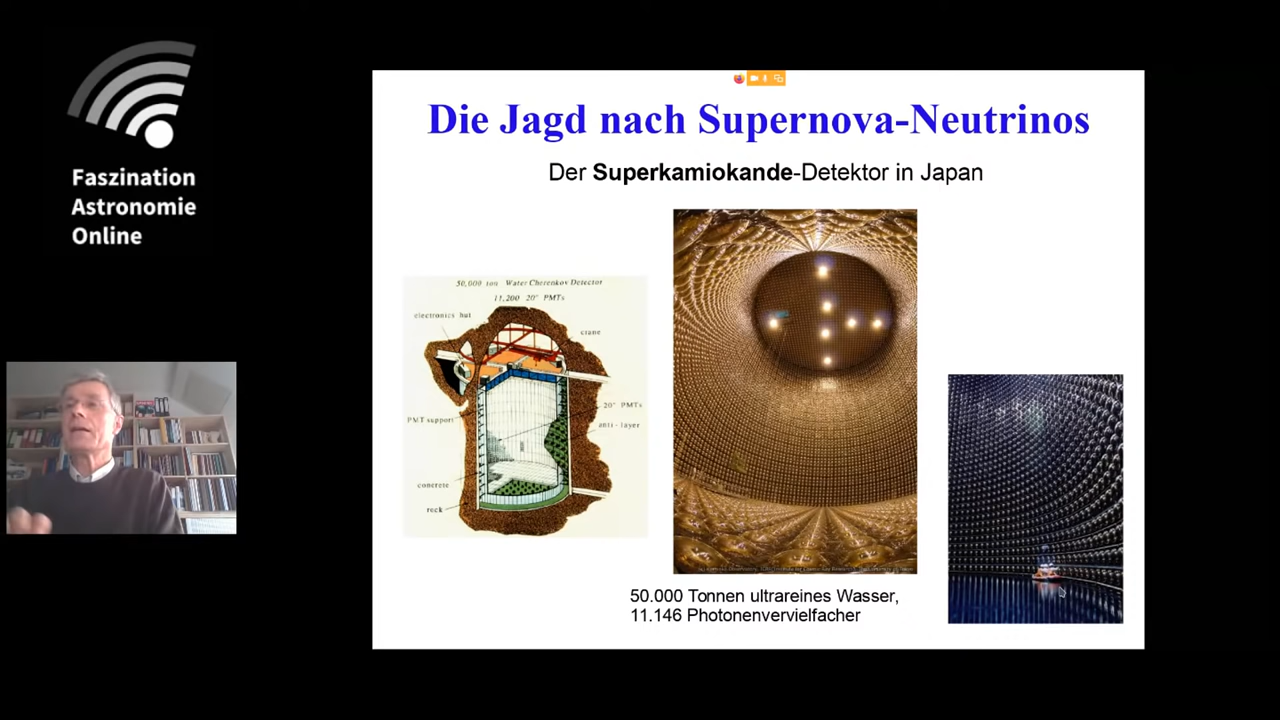 Faszination
Astronomie
Online
Die Jagd nach Supernova-Neutrinos
Der Superkamiokande-Detektor in Japan
50,000 ton Water Cherenkov Detector
11,200 20" PMTs
electronics hut
crane
20" PMTs
PMT support
anti-layer
concrete
rock
50.000 Tonnen ultrareines Wasser,
11.146 Photonenvervielfacher